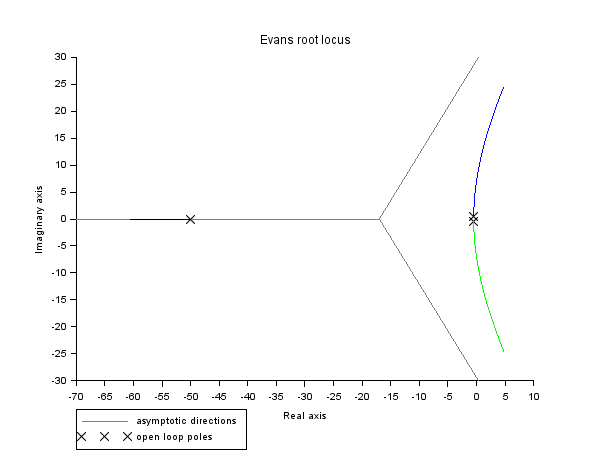 Evans root locus
30
25
20
15
10
5
0
-5
-10
-15
-20
-25
-30
Imaginary axis
-70 -65 -60 -55 -50 -45 -40 -35 -30 -25 -20 -15 -10 -5 0 5 10
Real axis
asymptotic directions
open loop poles